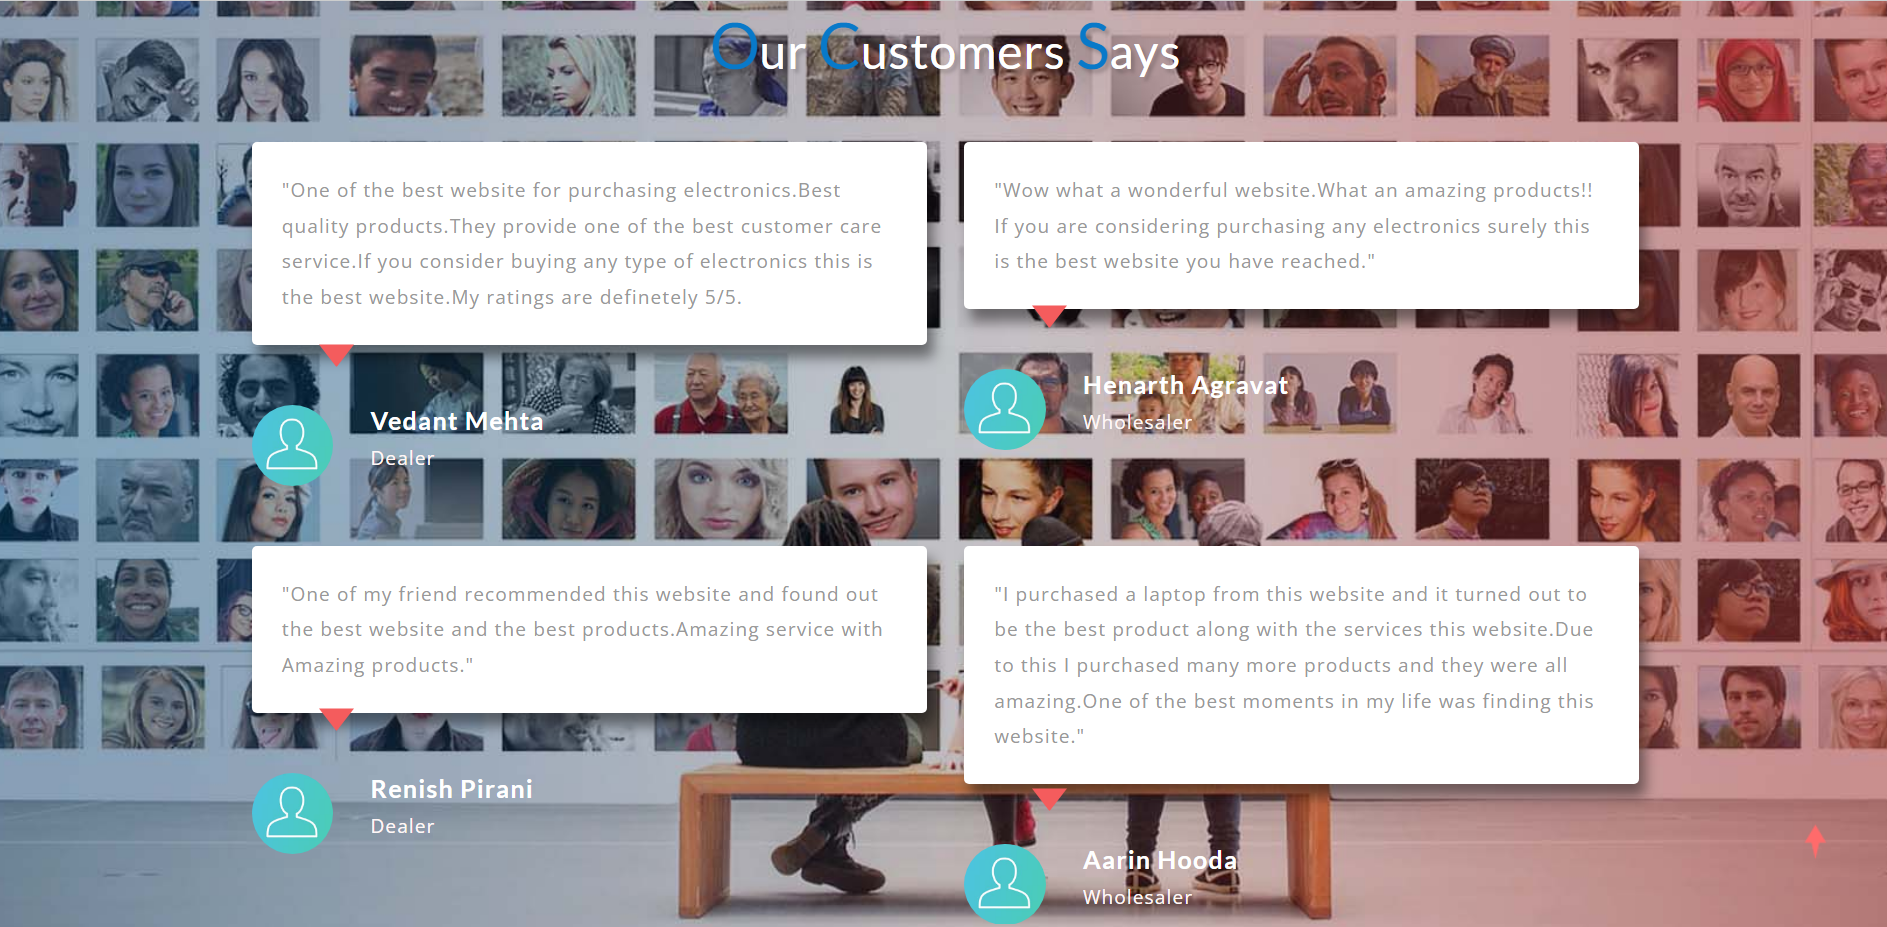 Our Customers Says
"One of the best website for purchasing electronics.Best
quality products.They provide one of the best customer care
service.If you consider buying any type of electronics this is
the best website.My ratings are definetely 5/5.
Vedant Mehta
Dealer
"Wow what a wonderful website.What an amazing products!!
If you are considering purchasing any electronics surely this
is the best website you have reached."
Henarth Agravat
Wholesaler
"One of my friend recommended this website and found out
the best website and the best products.Amazing service with
Amazing products."
Renish Pirani
Dealer
"I purchased a laptop from this website and it turned out to
be the best product along with the services this website.Due
to this I purchased many more products and they were all
amazing.One of the best moments in my life was finding this
website."
Aarin Hooda
Wholesaler